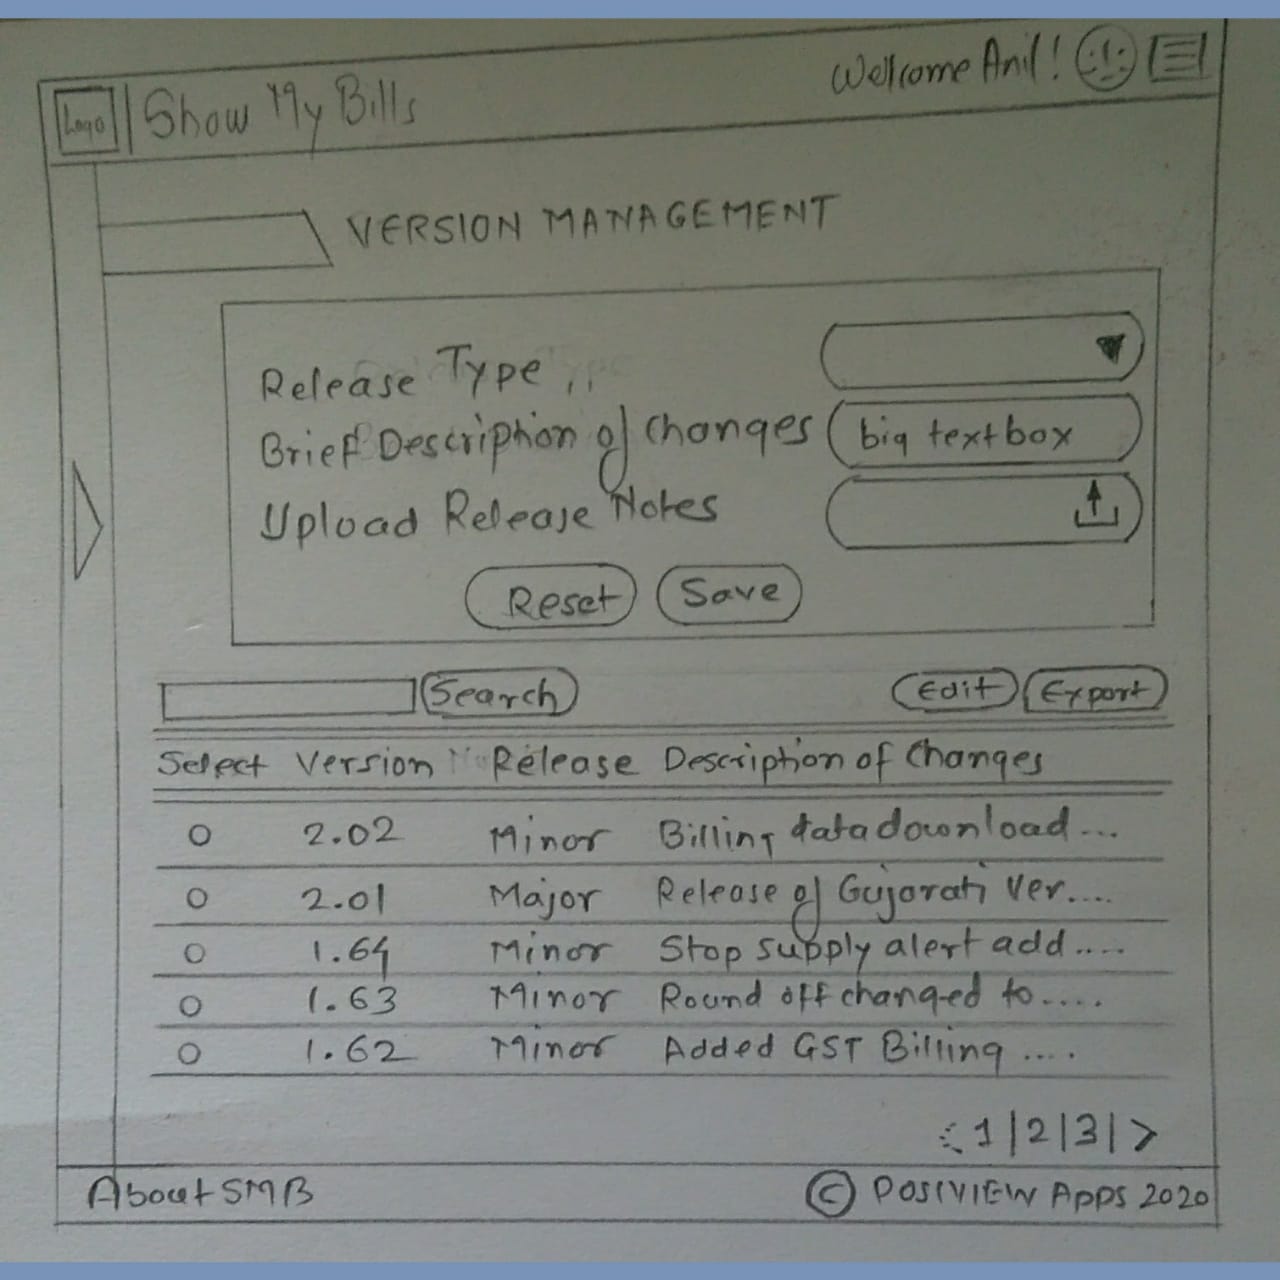 Logo | Show My Bills
Welcome Anil!
VERSION MANAGEMENT
Release Type
Brief Description of changes
big textbox
Upload Release Notes
Reset
Save
Search
Edit
Export
Select Version Release Description of Changes
2.02 Minor Billing data download...
2.01 Major Release of Gujarati Ver....
1.64 Minor Stop supply alert add....
1.63 Minor Round off changed to.....
1.62 Minor Added GST Billing ....
< 1|2|3| >
About SMB
© POSIVIEW APPS 2020